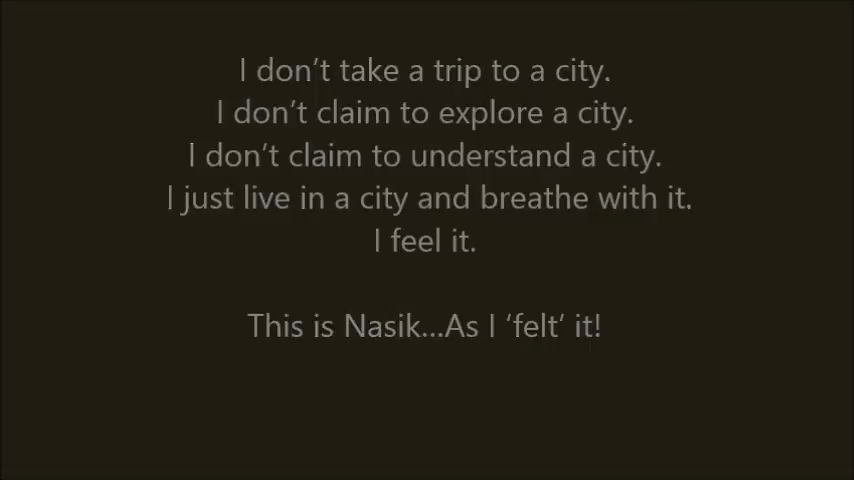 I don’t take a trip to a city.
I don’t claim to explore a city.
I don’t claim to understand a city.
I just live in a city and breathe with it.
I feel it.
This is Nasik...As I ‘felt’ it!